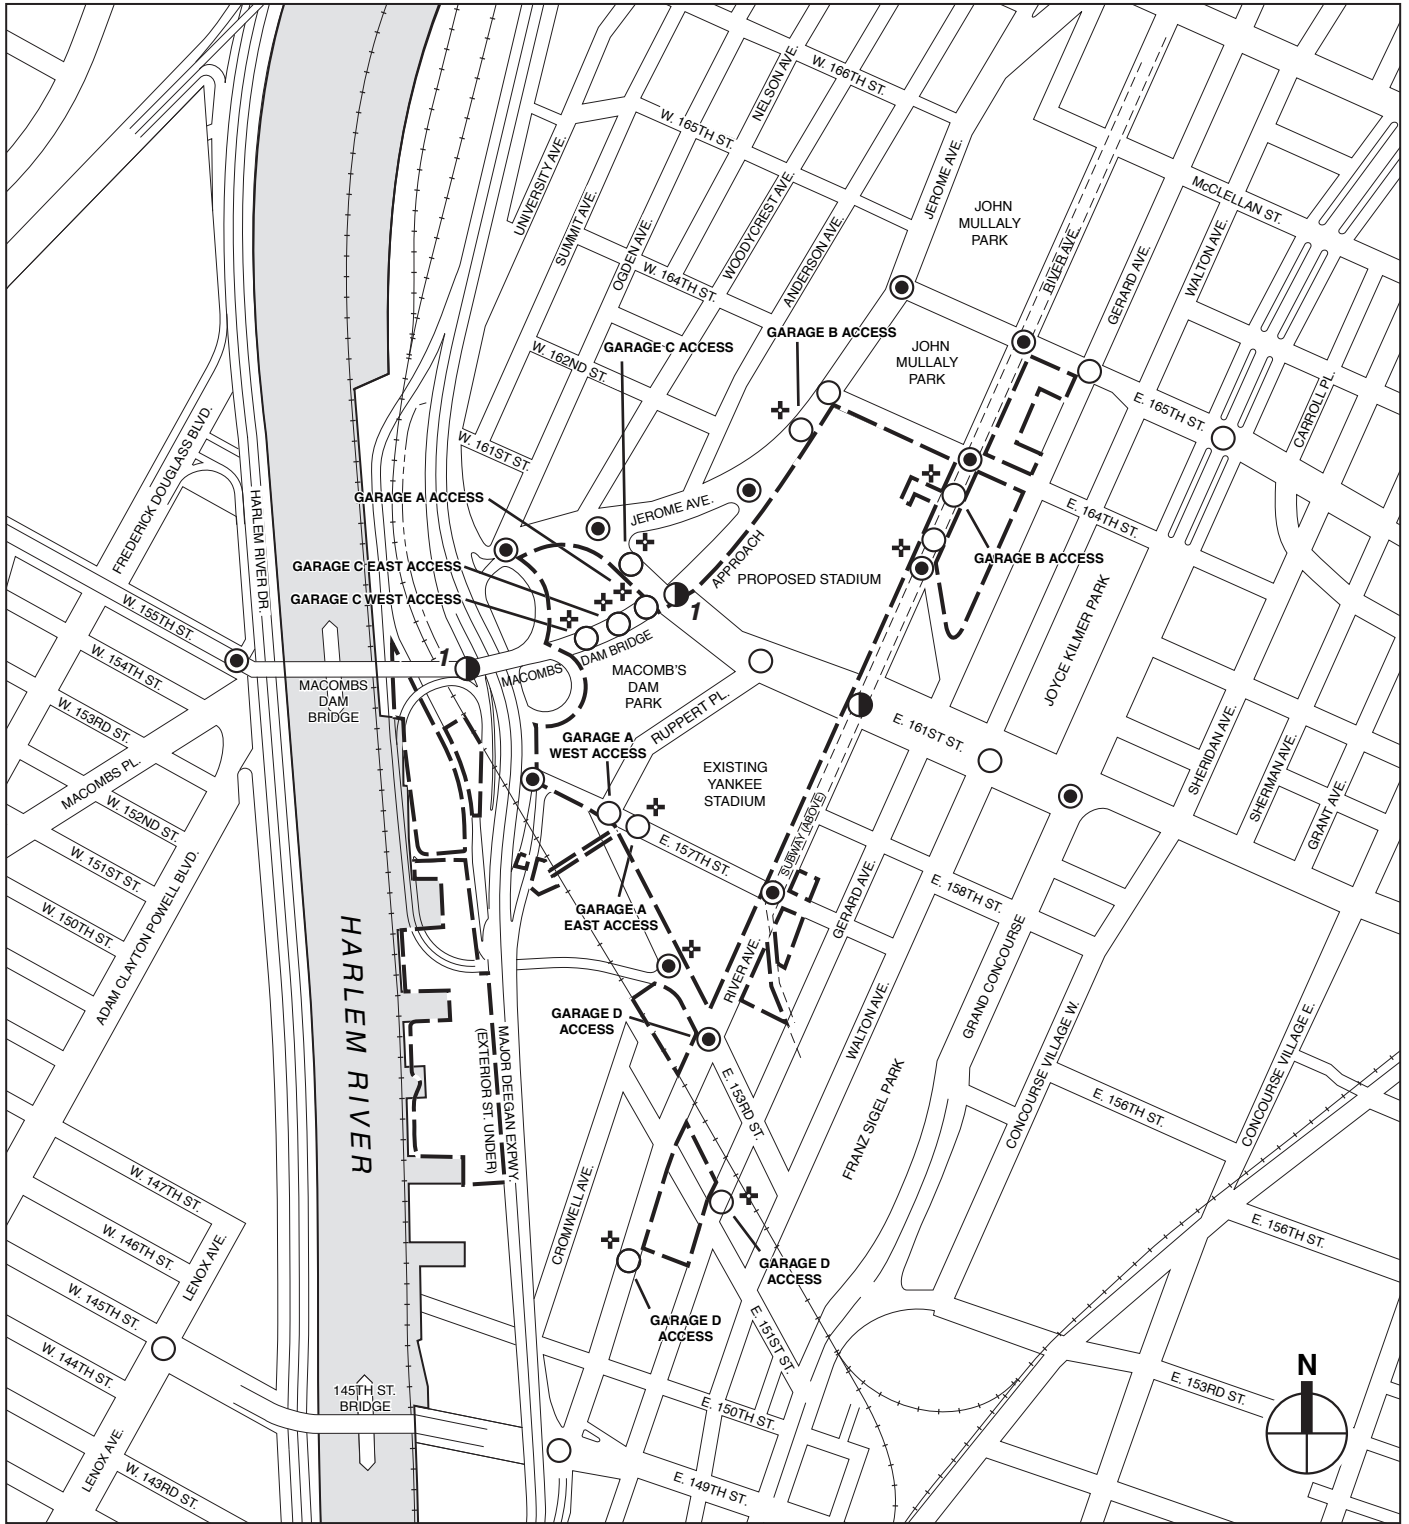 W. 166TH ST.
NELSON AVE.
W. 165TH ST.
UNIVERSITY AVE.
SUMMIT AVE.
OGDEN AVE.
WOODYCREST AVE.
ANDERSON AVE.
JEROME AVE.
JOHN
MULLALY
PARK
McCLELLAN ST.
RIVER AVE.
GERARD AVE.
WALTON AVE.
W. 164TH ST.
GARAGE B ACCESS
GARAGE C ACCESS
JOHN
MULLALY
PARK
W. 162ND ST.
E. 165TH ST.
CARROLL PL.
FREDERICK DOUGLASS BLVD.
HARLEM RIVER DR.
W. 161ST ST.
GARAGE A ACCESS
JEROME AVE.
E. 164TH ST.
GARAGE C EAST ACCESS
APPROACH
PROPOSED STADIUM
GARAGE B ACCESS
GARAGE C WEST ACCESS
1
W. 155TH ST.
JOYCE KILMER PARK
W. 154TH ST.
1
MACOMBS
DAM
BRIDGE
MACOMBS
DAM BRIDGE
MACOMB'S
DAM
PARK
W. 153RD ST.
RUPPERT PL.
E. 161ST ST.
GARAGE A
WEST ACCESS
SHERIDAN AVE.
SHERMAN AVE.
GRANT AVE.
MACOMBS PL.
EXISTING
YANKEE
STADIUM
SUBWAY (ABOVE)
W. 152ND ST.
W. 151ST ST.
E. 157TH ST.
GERARD AVE.
E. 158TH ST.
W. 150TH ST.
ADAM CLAYTON POWELL BLVD.
GARAGE A
EAST ACCESS
HARLEM RIVER
RIVER AVE.
GRAND CONCOURSE
GARAGE D
ACCESS
WALTON AVE.
CONCOURSE VILLAGE W.
CONCOURSE VILLAGE E.
MAJOR DEEGAN EXPWY.
(EXTERIOR ST. UNDER)
E. 153RD ST.
FRANZ SIGEL PARK
E. 156TH ST.
W. 147TH ST.
CROMWELL AVE.
W. 146TH ST.
LENOX AVE.
E. 156TH ST.
GARAGE D
ACCESS
W. 145TH ST.
GARAGE D
ACCESS
E. 151ST ST.
W. 144TH ST.
145TH ST.
BRIDGE
N
E. 153RD ST.
E. 150TH ST.
LENOX AVE.
W. 143RD ST.
E. 149TH ST.